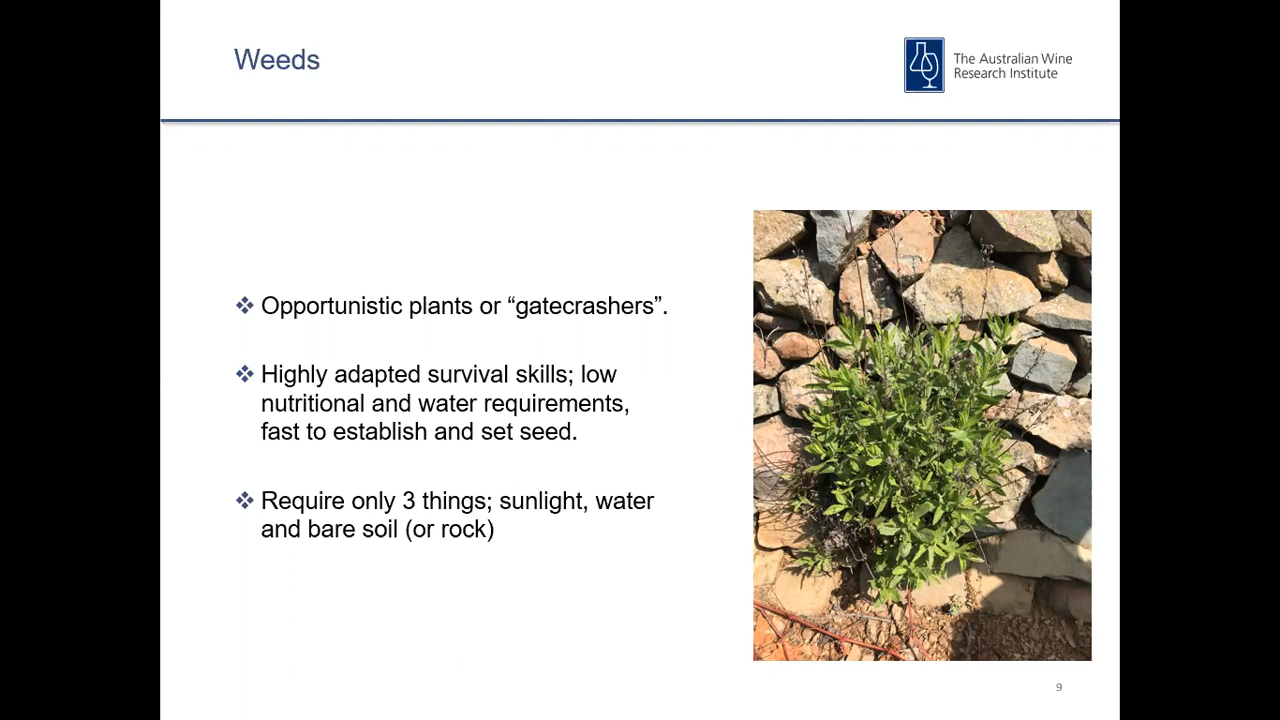 Weeds
The Australian Wine
Research Institute
❖ Opportunistic plants or “gatecrashers”.
❖ Highly adapted survival skills; low
nutritional and water requirements,
fast to establish and set seed.
❖ Require only 3 things; sunlight, water
and bare soil (or rock)
9